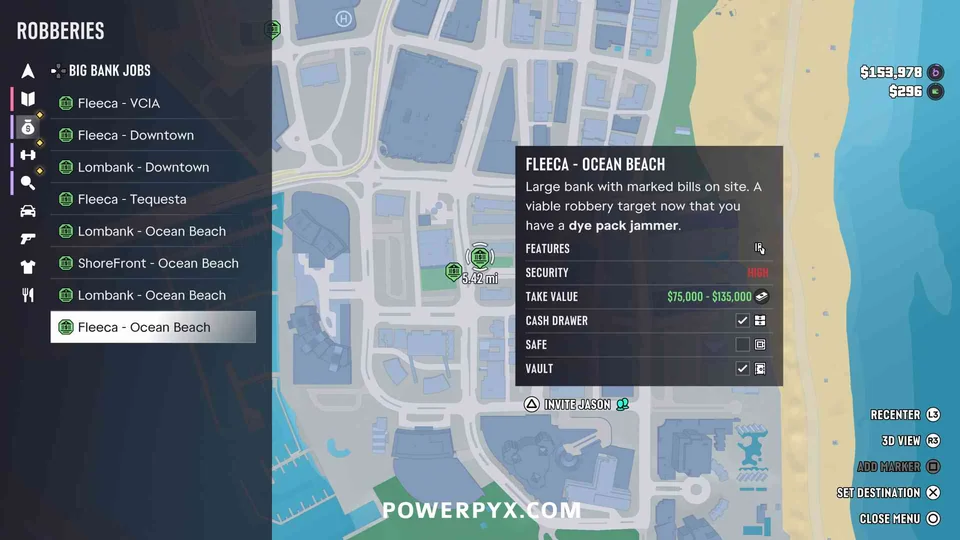 ROBBERIES
BIG BANK JOBS
Fleeca - VCIA
Fleeca - Downtown
Lombank - Downtown
Fleeca - Tequesta
Lombank - Ocean Beach
ShoreFront - Ocean Beach
Lombank - Ocean Beach
Fleeca - Ocean Beach
H
$153,978
$296
FLEECA - OCEAN BEACH
Large bank with marked bills on site. A
viable robbery target now that you
have a dye pack jammer.
FEATURES
SECURITY HIGH
TAKE VALUE $75,000 - $135,000
CASH DRAWER
SAFE
VAULT
5.42 mi
INVITE JASON
RECENTER L3
3D VIEW R3
ADD MARKER
SET DESTINATION
CLOSE MENU
POWERPYX.COM